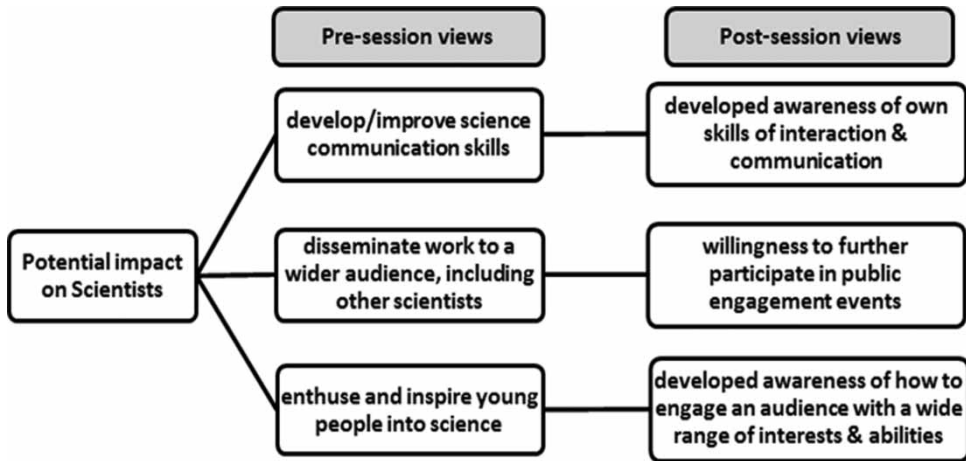 Pre-session views
Post-session views
develop/improve science
communication skills
developed awareness of own
skills of interaction &
communication
Potential impact
on Scientists
disseminate work to a
wider audience, including
other scientists
willingness to further
participate in public
engagement events
enthuse and inspire young
people into science
developed awareness of how to
engage an audience with a wide
range of interests & abilities